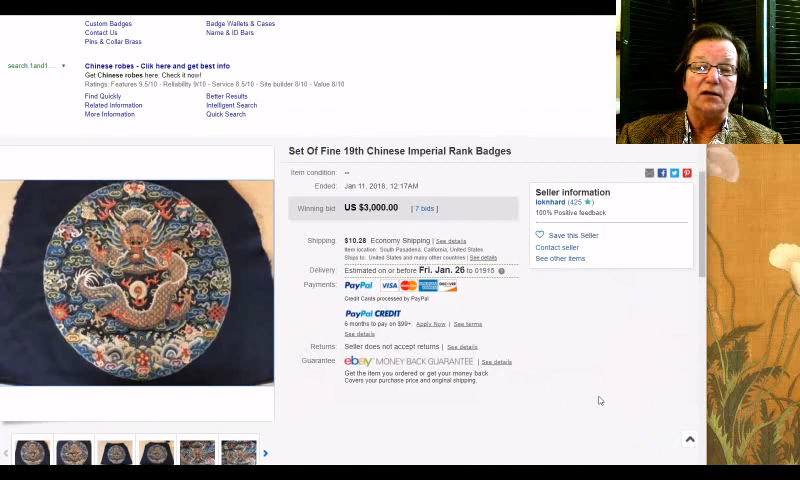 Custom Badges
Badge Wallets & Cases
Contact Us
Name & ID Bars
Pins & Collar Brass
search.1and1....
Chinese robes - Clik here and get best info
Get Chinese robes here. Check it now!
Ratings: Features 9.5/10 - Reliability 9/10 - Service 8.5/10 - Site builder 8/10 - Value 8/10
Find Quickly
Better Results
Related Information
Intelligent Search
More Information
Quick Search
Set Of Fine 19th Chinese Imperial Rank Badges
Item condition: --
Ended: Jan 11, 2018, 12:17AM
Winning bid: US $3,000.00 [ 7 bids ]
Shipping: $10.28 Economy Shipping | See details
Item location: South Pasadena, California, United States
Ships to: United States and many other countries | See details
Delivery: Estimated on or before Fri. Jan. 26 to 01915
Payments: PayPal VISA MasterCard AMERICAN EXPRESS DISCOVER
Credit Cards processed by PayPal
PayPal CREDIT
6 months to pay on $99+. Apply Now | See terms
See details
Returns: Seller does not accept returns | See details
Guarantee: ebay MONEY BACK GUARANTEE | See details
Get the item you ordered or get your money back
Covers your purchase price and original shipping.
Seller information
loknhard (425)
100% Positive feedback
Save this Seller
Contact seller
See other items